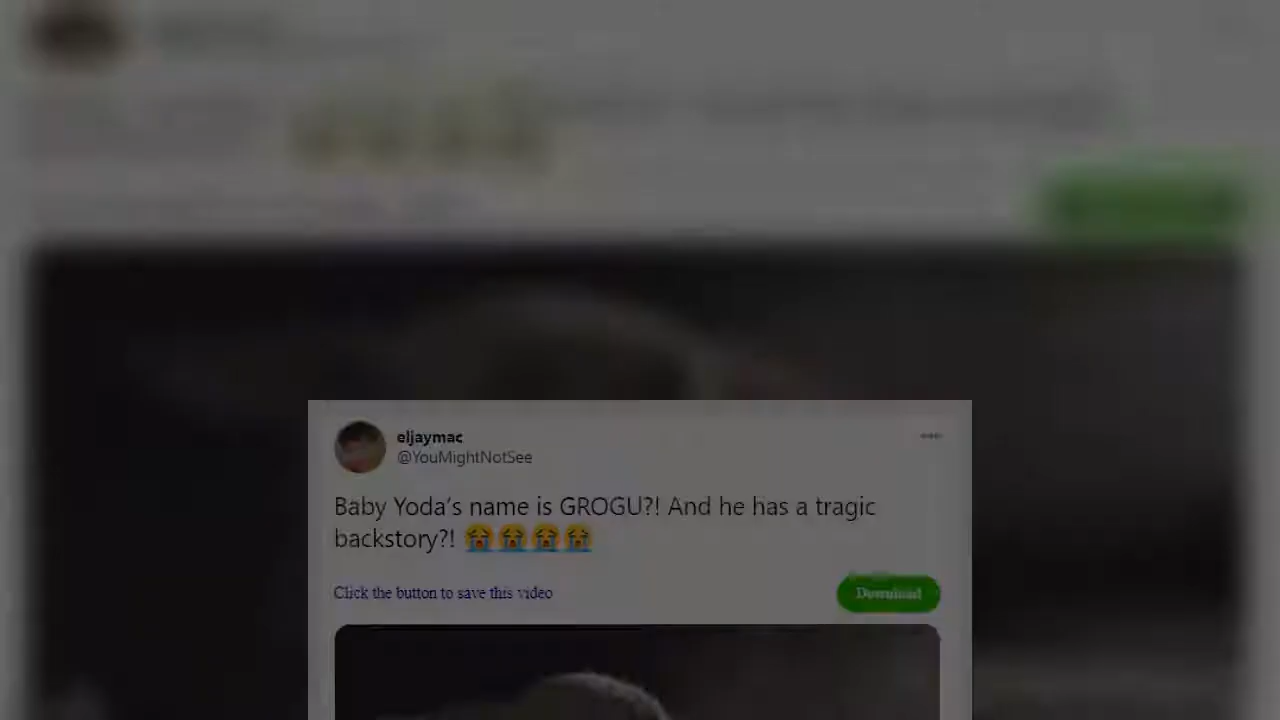 eljaymac
@YouMightNotSee
Baby Yoda’s name is GROGU?! And he has a tragic
backstory?! 😭😭😭😭
Click the button to save this video
Download